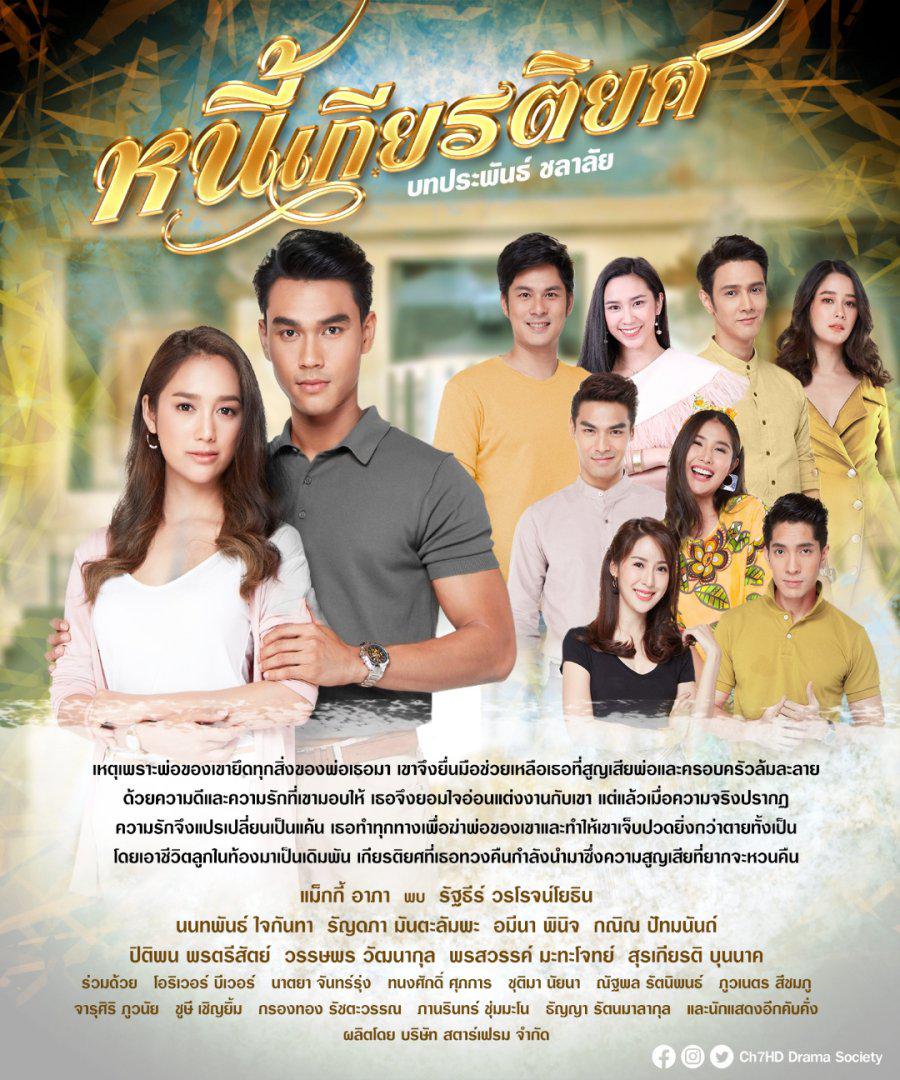 หนี้เกียรติยศ
บทประพันธ์ ชลาลัย
เหตุเพราะพ่อของเขายึดทุกสิ่งของพ่อเธอมา เขาจึงยื่นมือช่วยเหลือเธอที่สูญเสียพ่อและครอบครัวล้มละลาย
ด้วยความดีและความรักที่เขามอบให้ เธอจึงยอมใจอ่อนแต่งงานกับเขา แต่แล้วเมื่อความจริงปรากฏ
ความรักจึงแปรเปลี่ยนเป็นแค้น เธอทำทุกทางเพื่อฆ่าพ่อของเขาและทำให้เขาเจ็บปวดยิ่งกว่าตายทั้งเป็น
โดยเอาชีวิตลูกในท้องมาเป็นเดิมพัน เกียรติยศที่เธอทวงคืนกำลังนำมาซึ่งความสูญเสียที่ยากจะหวนคืน
แม็กกี้ อาภา พบ รัฐธีร์ วรโรจน์โยธิน
นนทพันธ์ ใจกันทา รัญดภา มันตะลัมพะ อมีนา พินิจ กณิณ ปัทมนันถ์
ปิติพน พรตรีสัตย์ วรรษพร วัฒนากุล พรสวรรค์ มะทะโจทย์ สุรเกียรติ บุนนาค
ร่วมด้วย โอริเวอร์ บีเวอร์ นาตยา จันทร์รุ่ง ทนงศักดิ์ ศุภการ ชุติมา นัยนา ณัฐพล รัตนิพนธ์ ภูวเนตร สีชมภู
จารุศิริ ภูวนัย ชูษี เชิญยิ้ม กรองทอง รัชตะวรรณ ภานรินทร์ ชุ่มมะโน ธัญญา รัตนมาลากุล และนักแสดงอีกคับคั่ง
ผลิตโดย บริษัท สตาร์เฟรม จำกัด
Ch7HD Drama Society